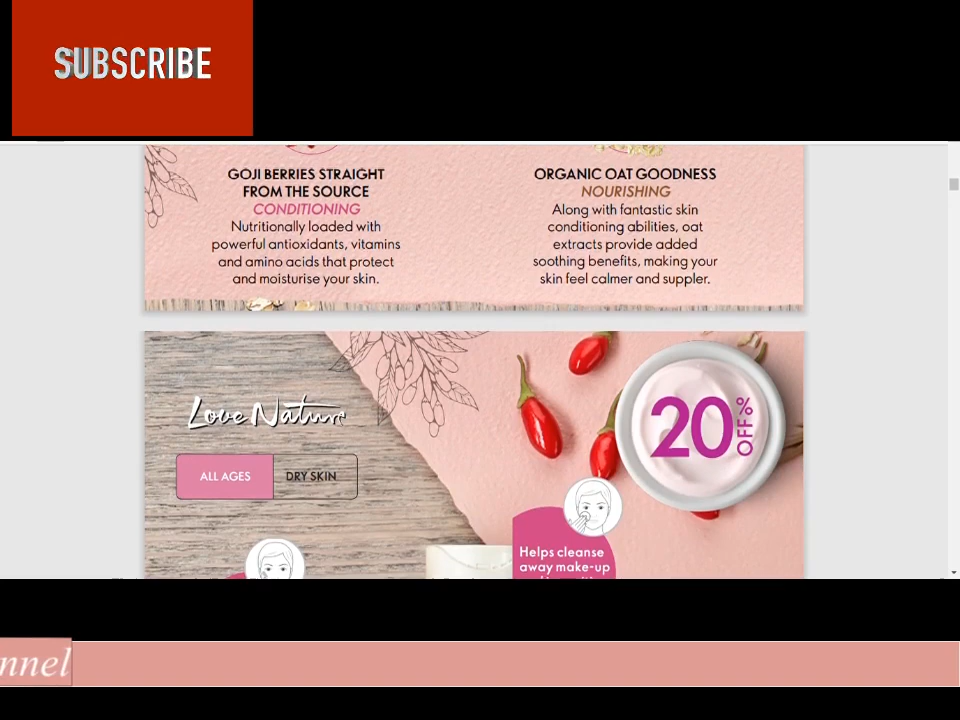 SUBSCRIBE
GOJI BERRIES STRAIGHT
FROM THE SOURCE
CONDITIONING
Nutritionally loaded with
powerful antioxidants, vitamins
and amino acids that protect
and moisturise your skin.
ORGANIC OAT GOODNESS
NOURISHING
Along with fantastic skin
conditioning abilities, oat
extracts provide added
soothing benefits, making your
skin feel calmer and suppler.
Love Nature
20% OFF
ALL AGES
DRY SKIN
Helps cleanse
away make-up
nnel